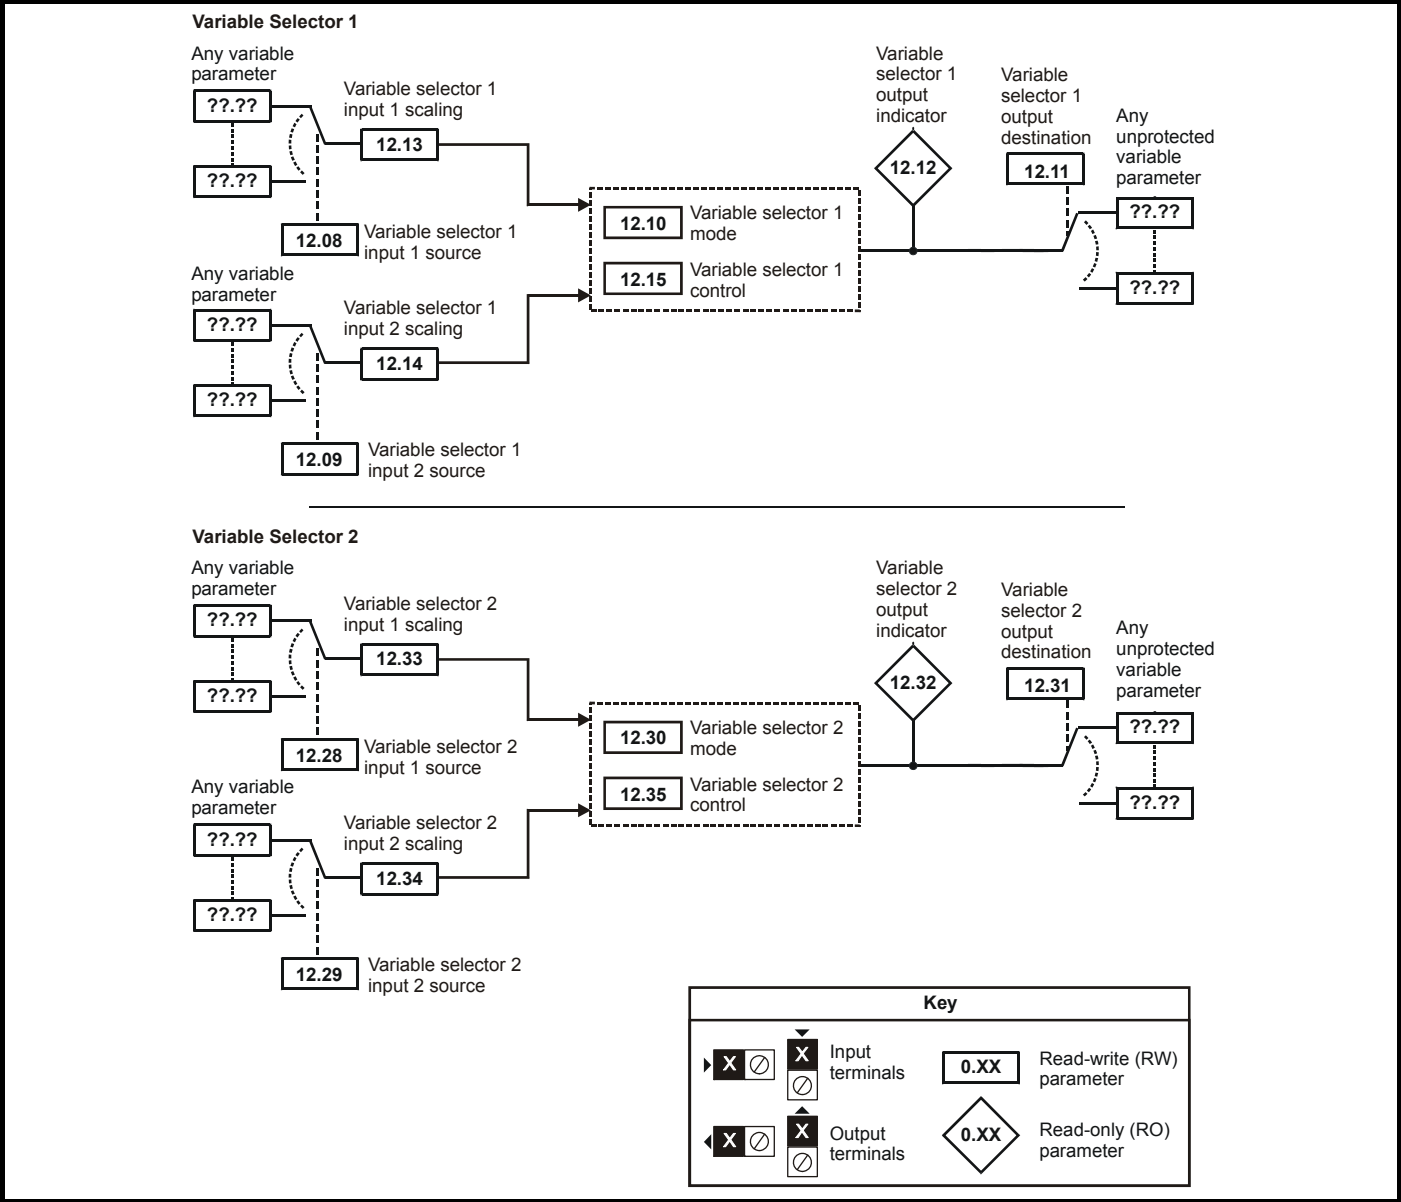 Variable Selector 1
Any variable
parameter
??.??
??.??
Variable selector 1
input 1 scaling
12.13
12.08
Variable selector 1
input 1 source
Any variable
parameter
??.??
??.??
Variable selector 1
input 2 scaling
12.14
12.09
Variable selector 1
input 2 source
12.10
Variable selector 1
mode
12.15
Variable selector 1
control
Variable
selector 1
output
indicator
12.12
Variable
selector 1
output
destination
12.11
Any
unprotected
variable
parameter
??.??
??.??
Variable Selector 2
Any variable
parameter
??.??
??.??
Variable selector 2
input 1 scaling
12.33
12.28
Variable selector 2
input 1 source
Any variable
parameter
??.??
??.??
Variable selector 2
input 2 scaling
12.34
12.29
Variable selector 2
input 2 source
12.30
Variable selector 2
mode
12.35
Variable selector 2
control
Variable
selector 2
output
indicator
12.32
Variable
selector 2
output
destination
12.31
Any
unprotected
variable
parameter
??.??
??.??
Key
X
X
Input
terminals
0.XX
Read-write (RW)
parameter
X
X
Output
terminals
0.XX
Read-only (RO)
parameter